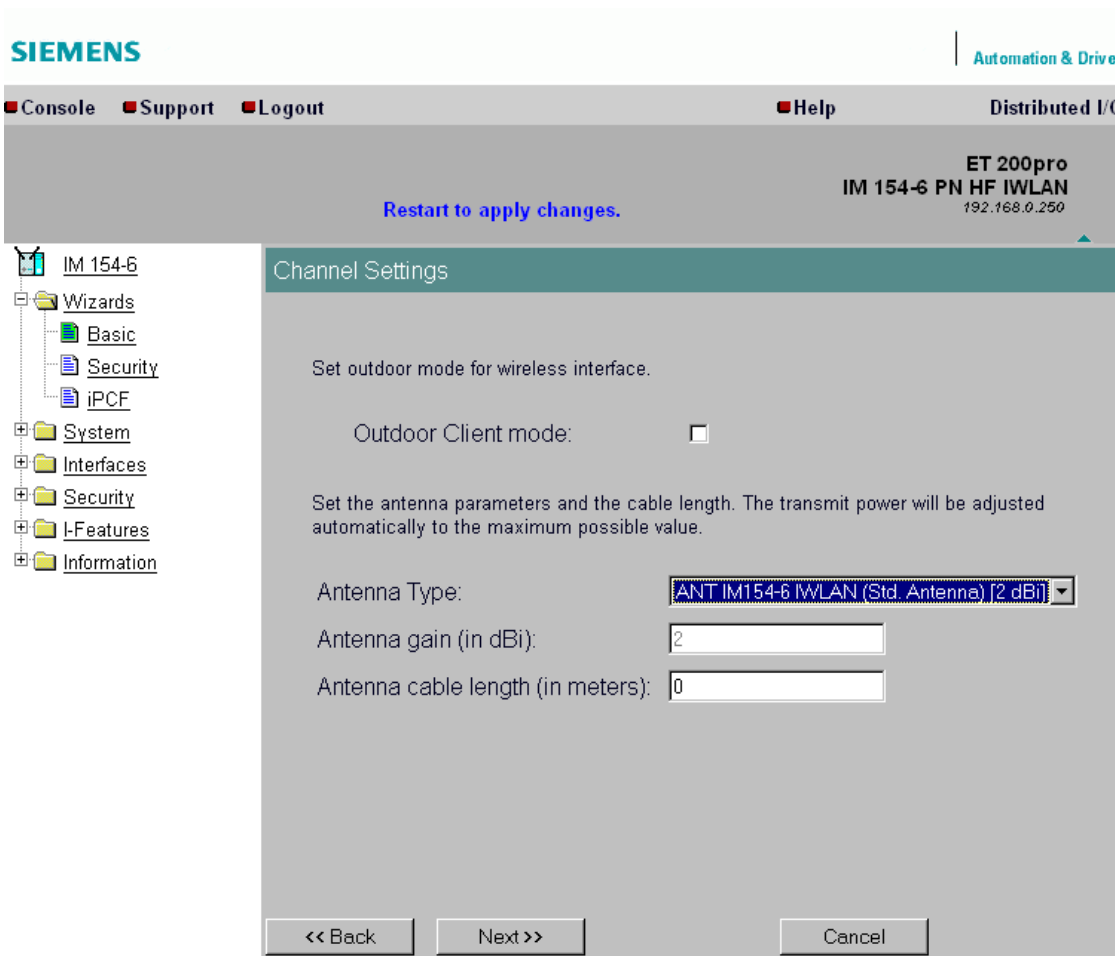 SIEMENS
Automation & Drive
Console Support Logout Help Distributed I/
ET 200pro
IM 154-6 PN HF IWLAN
192.168.0.250
Restart to apply changes.
IM 154-6
Wizards
Basic
Security
iPCF
System
Interfaces
Security
I-Features
Information
Channel Settings
Set outdoor mode for wireless interface.
Outdoor Client mode:
Set the antenna parameters and the cable length. The transmit power will be adjusted
automatically to the maximum possible value.
Antenna Type: ANT IM154-6 IWLAN (Std. Antenna) [2 dBi]
Antenna gain (in dBi): 2
Antenna cable length (in meters): 0
<< Back Next >> Cancel